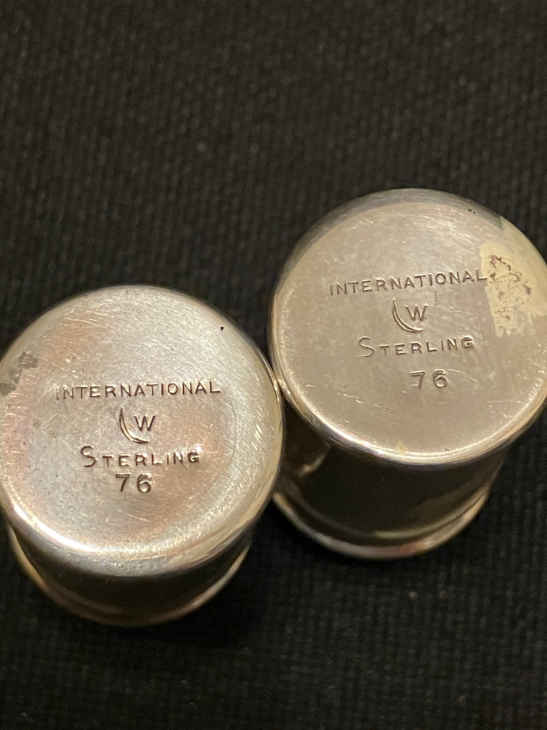 INTERNATIONAL
W
STERLING
76
INTERNATIONAL
W
STERLING
76